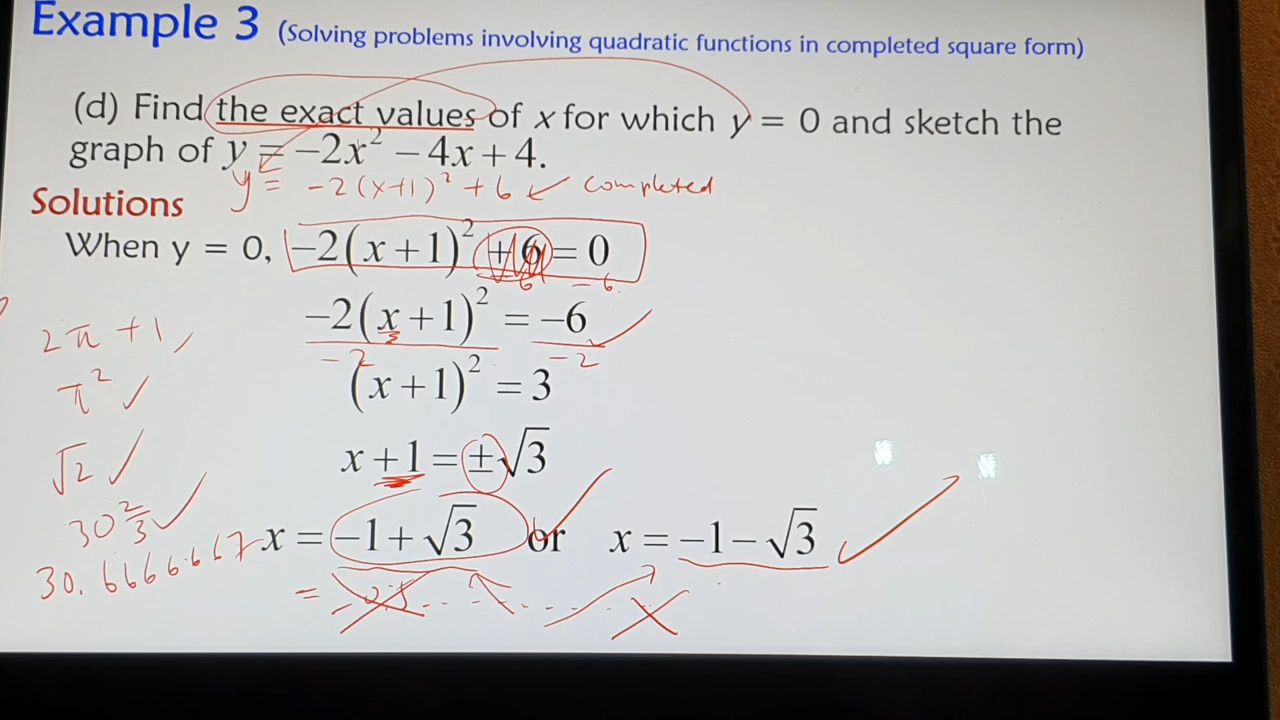 Example 3 (Solving problems involving quadratic functions in completed square form)
(d) Find the exact values of x for which y = 0 and sketch the
graph of y = −2x² − 4x + 4.
y = -2(x+1)² + 6 ← completed
Solutions
When y = 0, −2(x+1)² + 6 = 0
-6
−2(x+1)² = −6
-2 -2
2π + 1,
(x+1)² = 3
π² ✓
x + 1 = ±√3
√2 ✓
30 2/3 ✓
x = −1 + √3 or x = −1 − √3
30.6666667